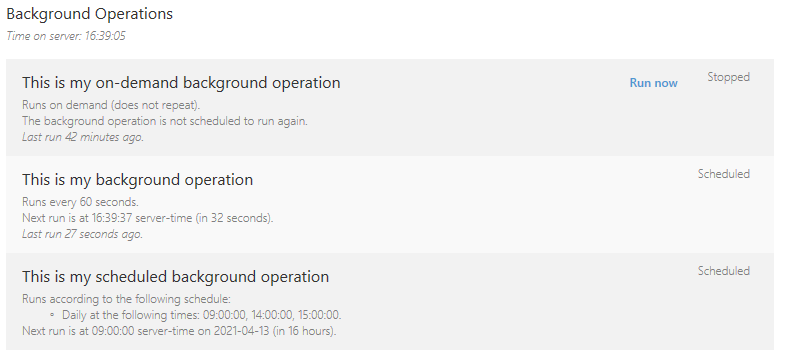 Background Operations
Time on server: 16:39:05
This is my on-demand background operation
Run now
Stopped
Runs on demand (does not repeat).
The background operation is not scheduled to run again.
Last run 42 minutes ago.
This is my background operation
Scheduled
Runs every 60 seconds.
Next run is at 16:39:37 server-time (in 32 seconds).
Last run 27 seconds ago.
This is my scheduled background operation
Scheduled
Runs according to the following schedule:
◦ Daily at the following times: 09:00:00, 14:00:00, 15:00:00.
Next run is at 09:00:00 server-time on 2021-04-13 (in 16 hours).